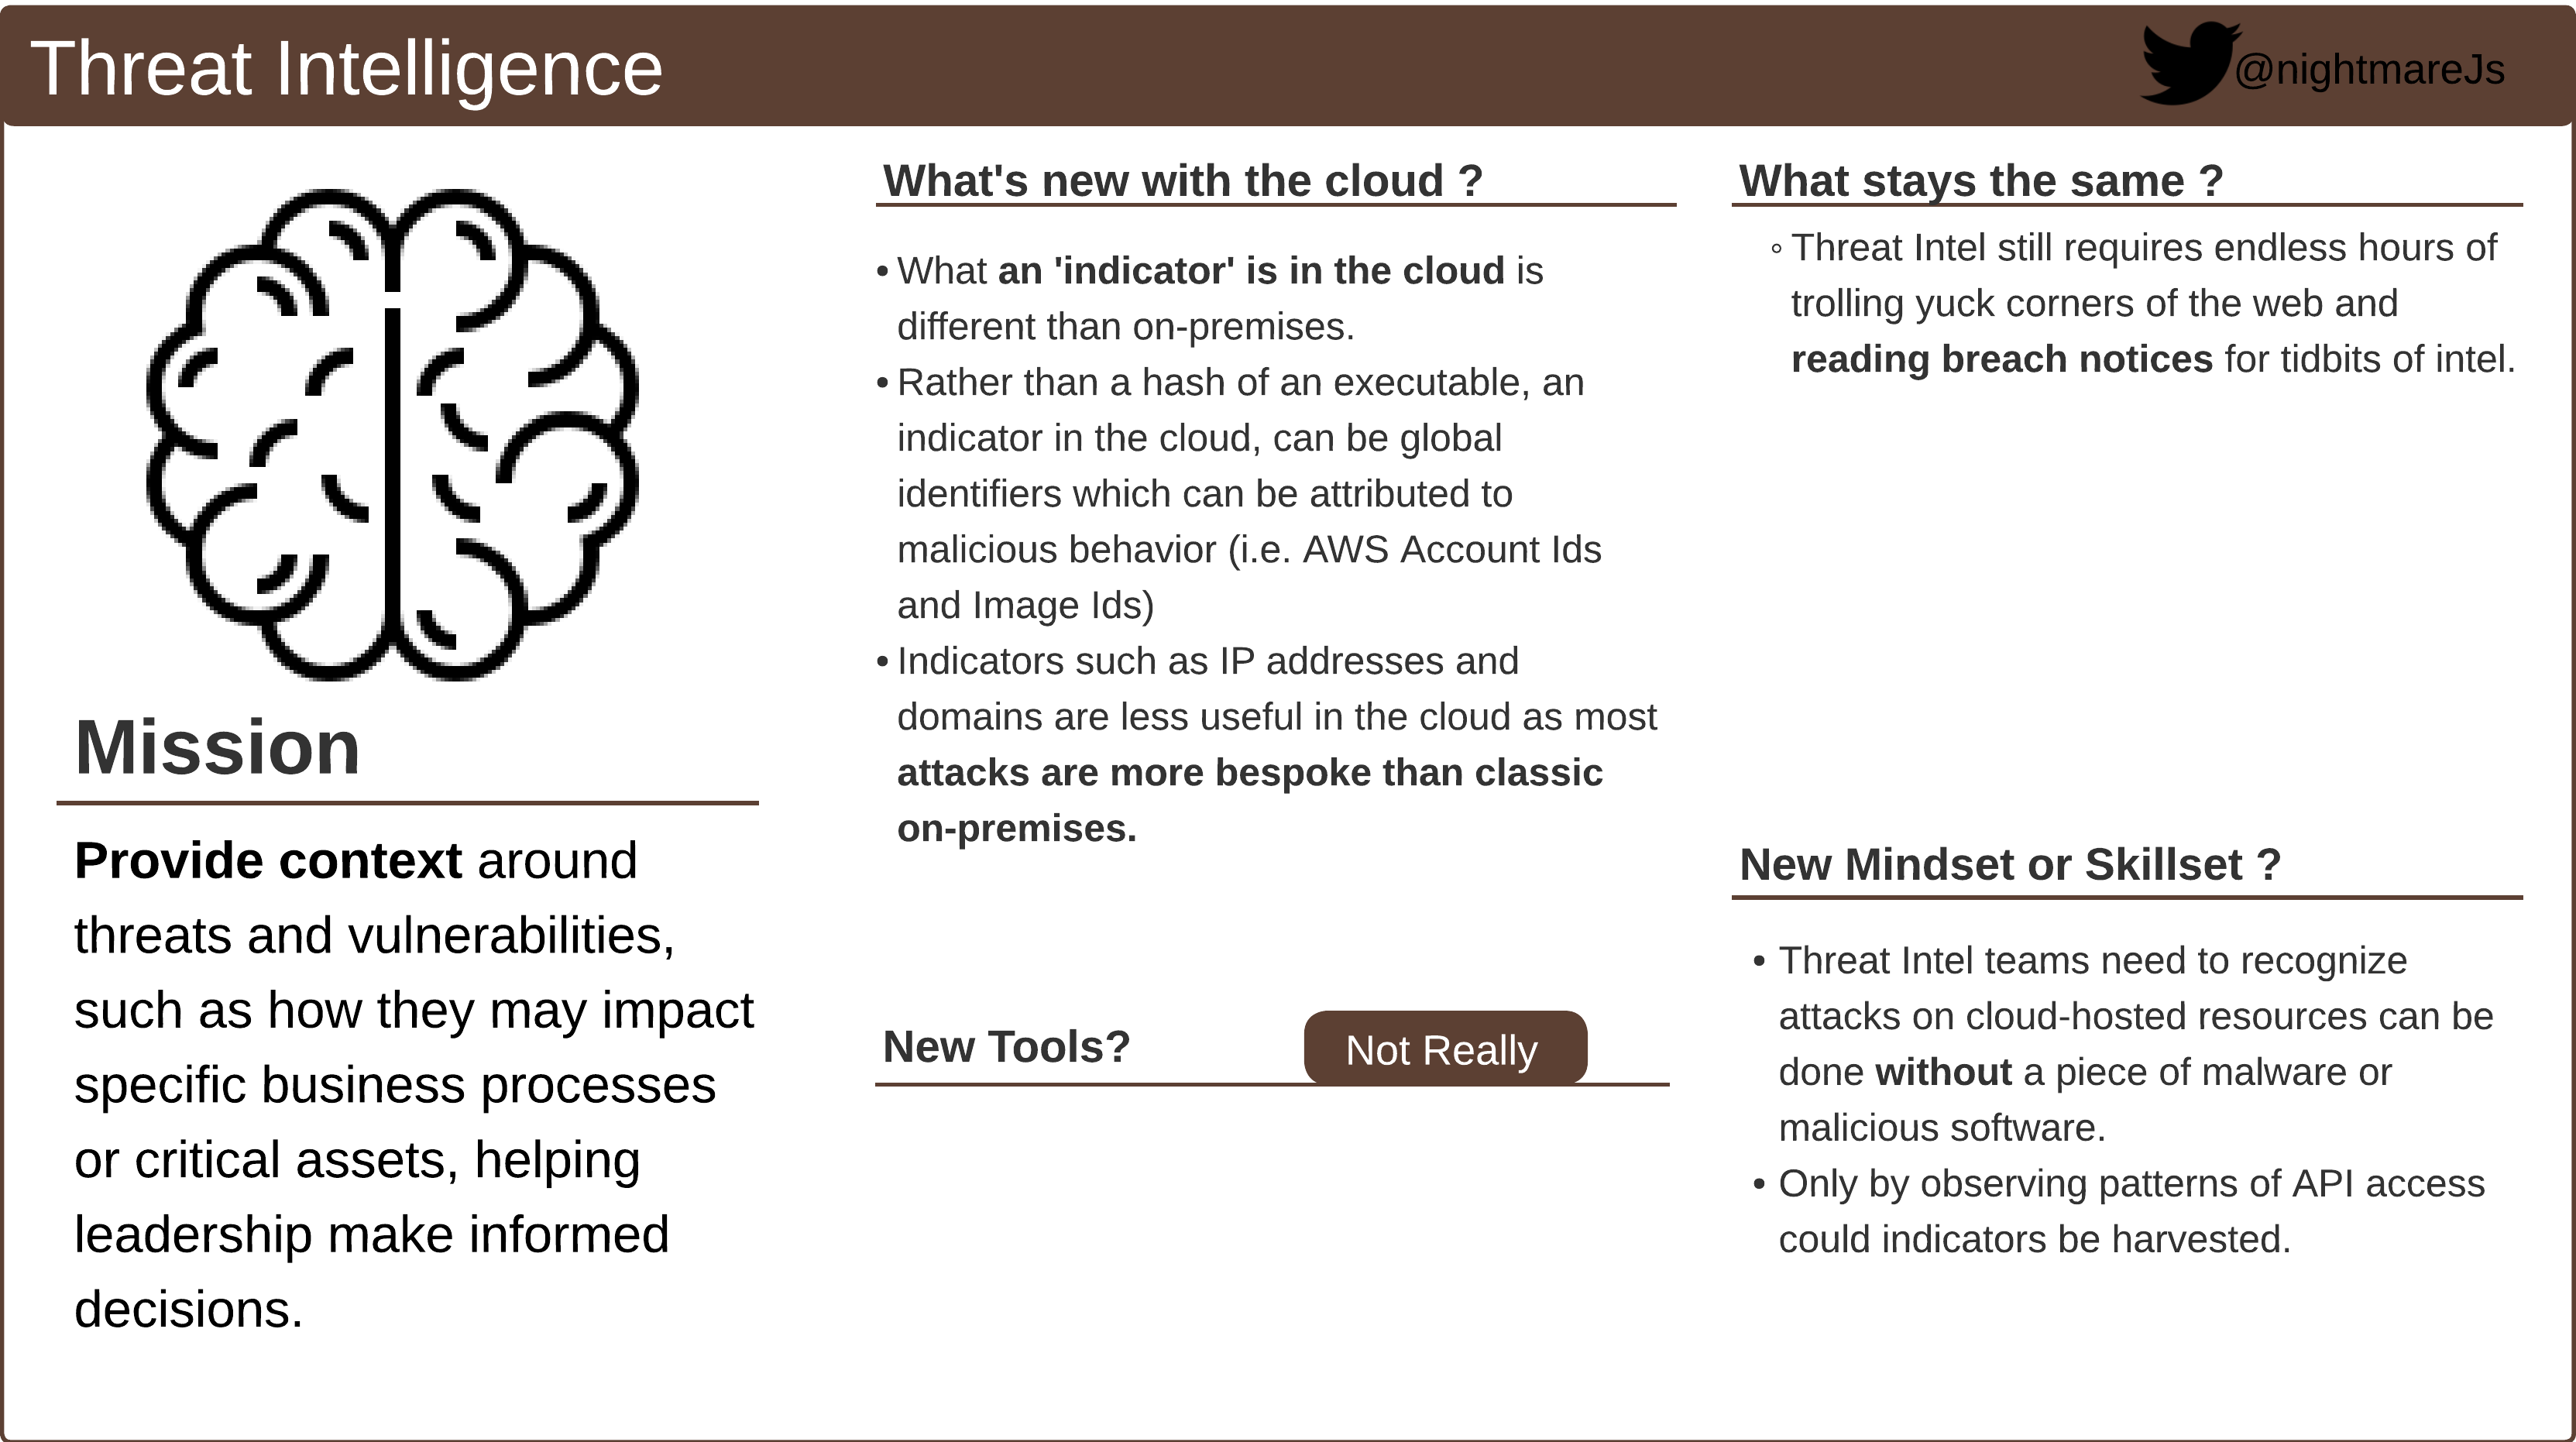 Threat Intelligence
@nightmareJs
Mission
Provide context around
threats and vulnerabilities,
such as how they may impact
specific business processes
or critical assets, helping
leadership make informed
decisions.
What's new with the cloud ?
• What an 'indicator' is in the cloud is
different than on-premises.
• Rather than a hash of an executable, an
indicator in the cloud, can be global
identifiers which can be attributed to
malicious behavior (i.e. AWS Account Ids
and Image Ids)
• Indicators such as IP addresses and
domains are less useful in the cloud as most
attacks are more bespoke than classic
on-premises.
New Tools?
Not Really
What stays the same ?
◦ Threat Intel still requires endless hours of
trolling yuck corners of the web and
reading breach notices for tidbits of intel.
New Mindset or Skillset ?
• Threat Intel teams need to recognize
attacks on cloud-hosted resources can be
done without a piece of malware or
malicious software.
• Only by observing patterns of API access
could indicators be harvested.